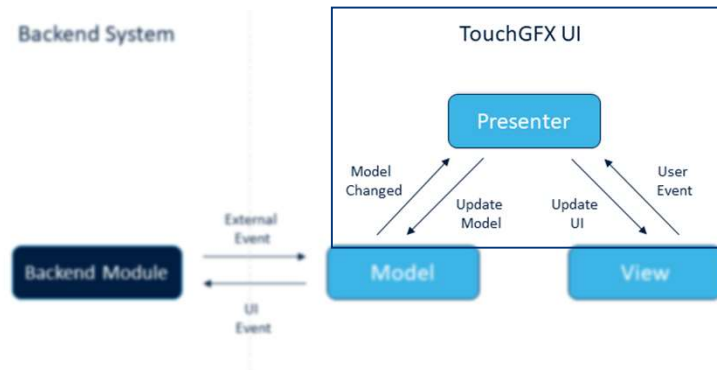 Backend System
TouchGFX UI
Presenter
Model
Changed
User
Event
Update
Model
Update
UI
External
Event
Backend Module
Model
View
UI
Event